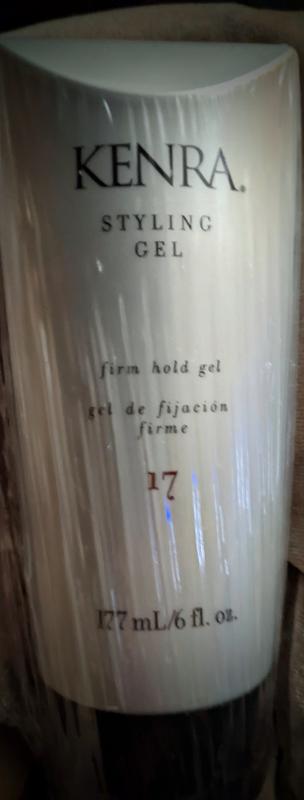 KENRA.
STYLING
GEL
firm hold gel
gel de fijación
firme
17
177 mL/6 fl. oz.